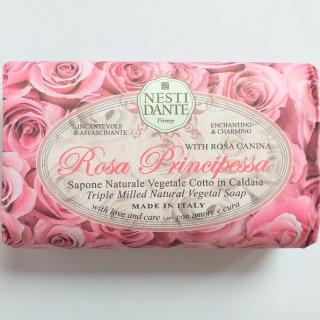 NESTI
DANTE
Firenze
INCANTEVOLE
& AFFASCINANTE
ENCHANTING
& CHARMING
WITH ROSA CANINA
Rosa Principessa
Sapone Naturale Vegetale Cotto in Caldaia
Triple Milled Natural Vegetal Soap
MADE IN ITALY
with love and care con amore e cura